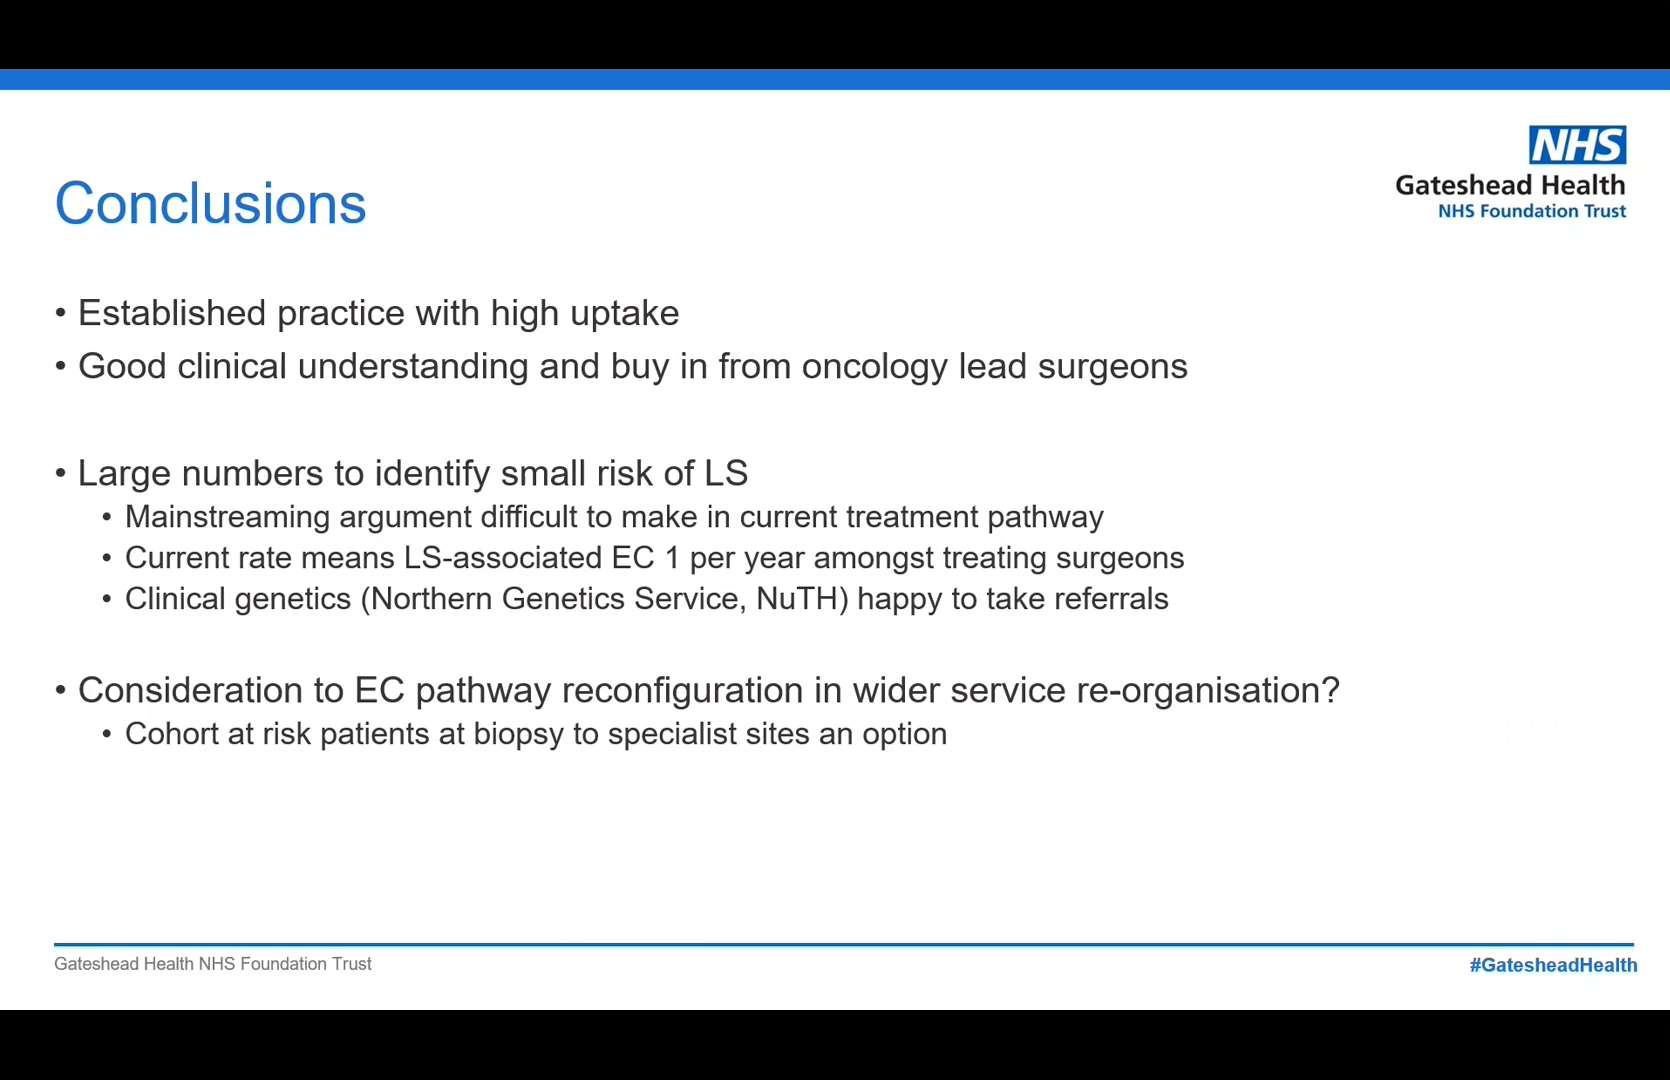 NHS
Gateshead Health
NHS Foundation Trust
Conclusions
• Established practice with high uptake
• Good clinical understanding and buy in from oncology lead surgeons
• Large numbers to identify small risk of LS
• Mainstreaming argument difficult to make in current treatment pathway
• Current rate means LS-associated EC 1 per year amongst treating surgeons
• Clinical genetics (Northern Genetics Service, NuTH) happy to take referrals
• Consideration to EC pathway reconfiguration in wider service re-organisation?
• Cohort at risk patients at biopsy to specialist sites an option
Gateshead Health NHS Foundation Trust
#GatesheadHealth